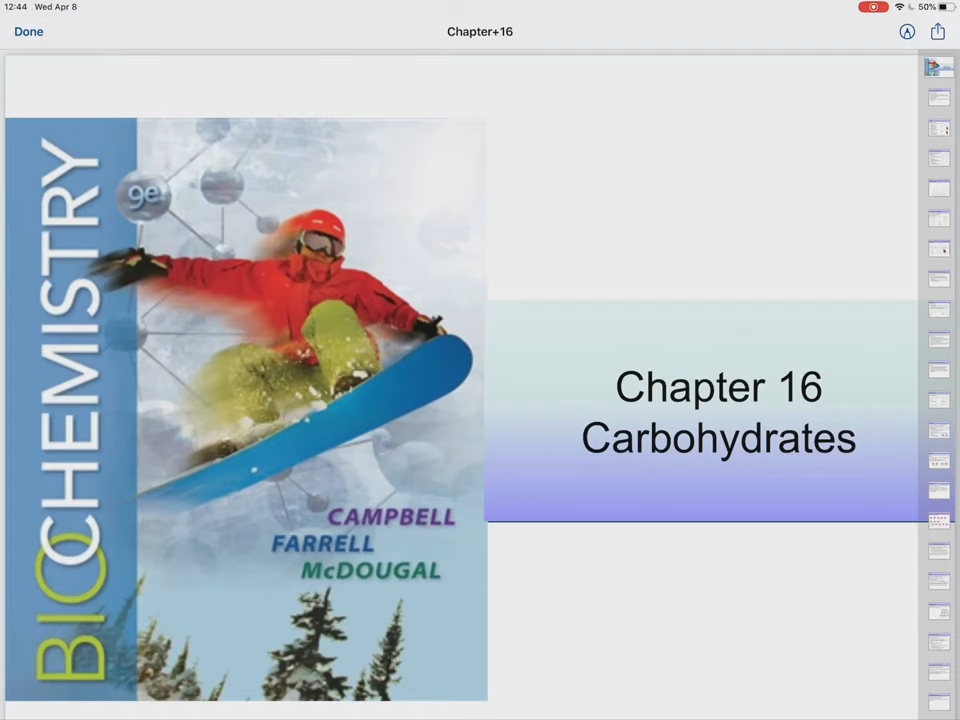 12:44 Wed Apr 8
50%
Done
Chapter+16
BIOCHEMISTRY
9e
Chapter 16
Carbohydrates
CAMPBELL
FARRELL
McDOUGAL